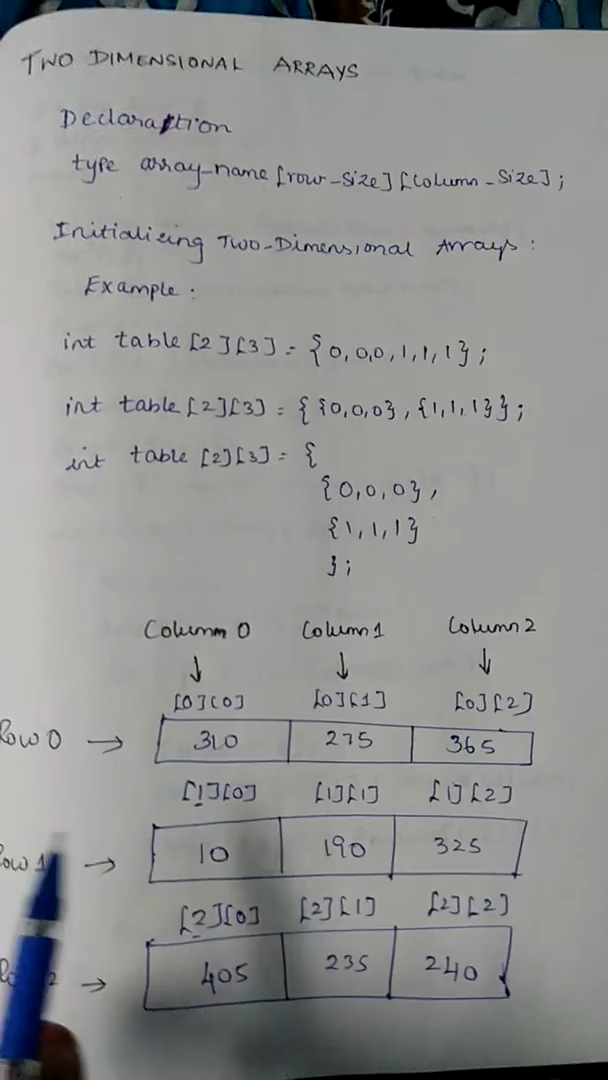 TWO DIMENSIONAL ARRAYS
Declaration
type array-name [row-size] [column-size];
Initializing Two-Dimensional Arrays:
Example:
int table [2][3] = {0,0,0,1,1,1};
int table [2][3] = { {0,0,0}, {1,1,1}};
int table [2][3] = {
{0,0,0},
{1,1,1}
};
Column 0 Column 1 Column 2
[0][0] [0][1] [0][2]
Row 0 → 310 275 365
[1][0] [1][1] [1][2]
Row 1 → 10 190 325
[2][0] [2][1] [2][2]
2 → 405 235 240